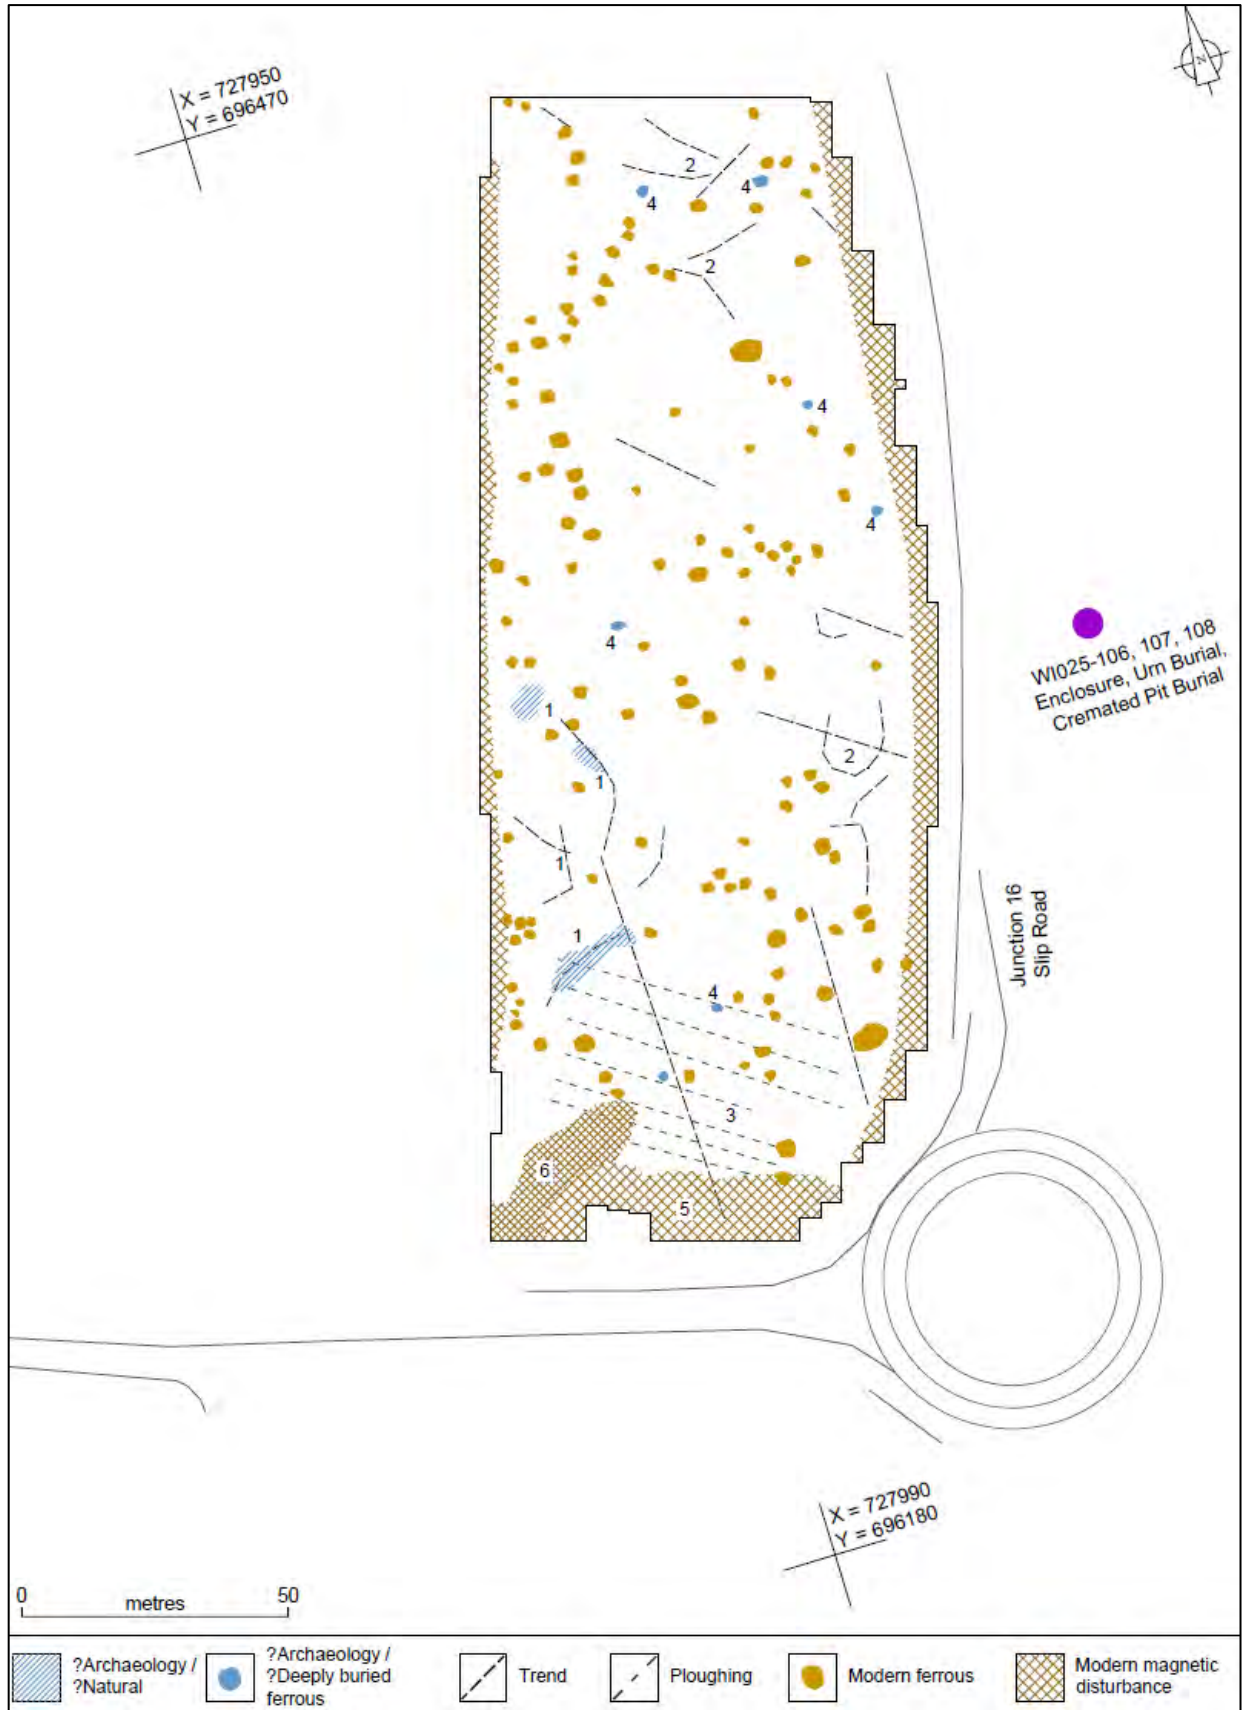 N
X = 727950
Y = 696470
2
4
4
2
4
4
4
WI025-106, 107, 108
Enclosure, Urn Burial,
Cremated Pit Burial
1
2
1
1
Junction 16
Slip Road
1
4
3
6
5
X = 727990
Y = 696180
0 metres 50
?Archaeology /
?Natural
?Archaeology /
?Deeply buried
ferrous
Trend
Ploughing
Modern ferrous
Modern magnetic
disturbance